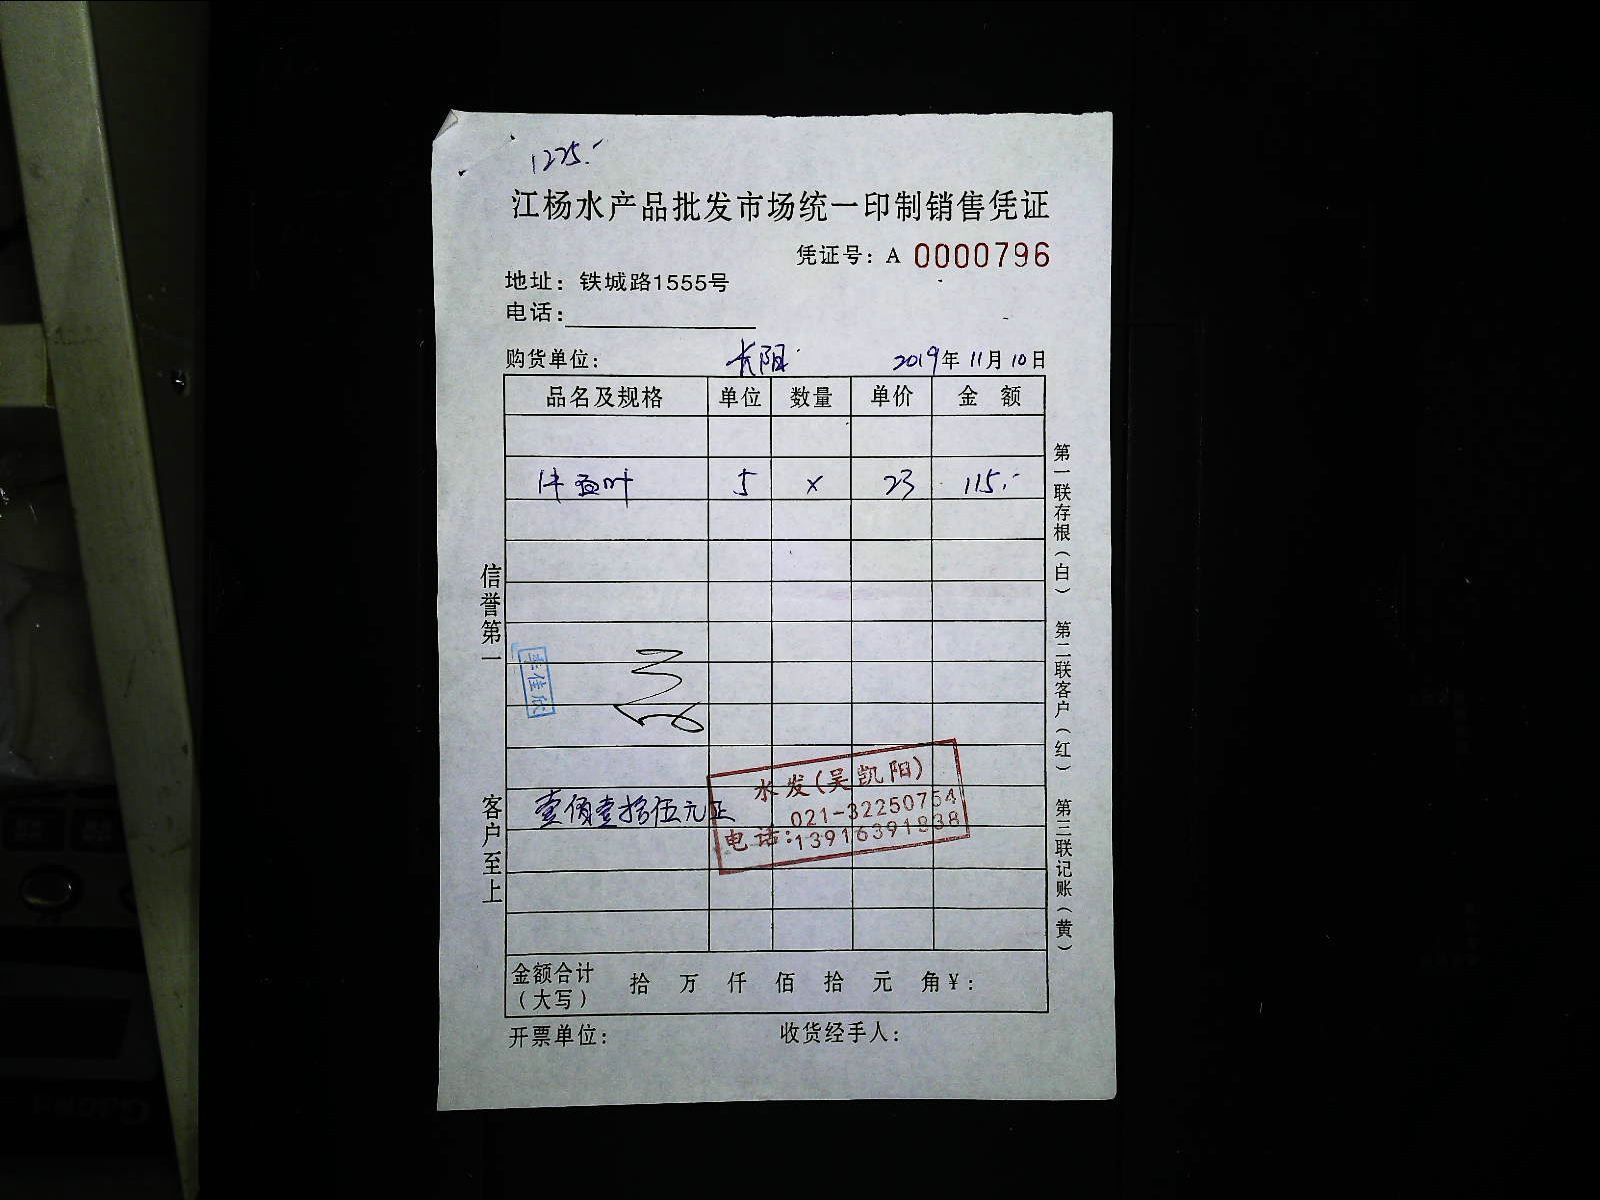 1225.-
江杨水产品批发市场统一印制销售凭证
凭证号：A 0000796
地址：铁城路1555号
电话：
购货单位： 长阳 2019年11月10日
品名及规格 单位 数量 单价 金 额
牛百叶 5 x 23 115.-
信誉第一
客户至上
壹佰壹拾伍元正
水发(吴凯阳)
021-32250754
电话:13916391838
金额合计
（大写） 拾 万 仟 佰 拾 元 角￥：
开票单位： 收货经手人：
第一联存根（白）
第二联客户（红）
第三联记账（黄）